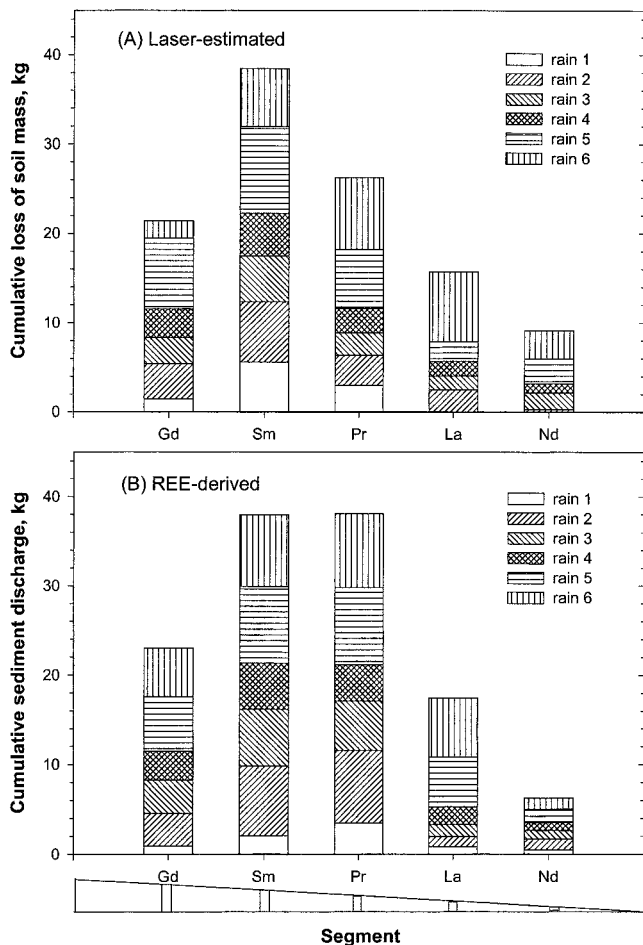 (A) Laser-estimated
Cumulative loss of soil mass, kg
40
30
20
10
0
rain 1
rain 2
rain 3
rain 4
rain 5
rain 6
Gd Sm Pr La Nd
(B) REE-derived
Cumulative sediment discharge, kg
40
30
20
10
0
rain 1
rain 2
rain 3
rain 4
rain 5
rain 6
Gd Sm Pr La Nd
Segment